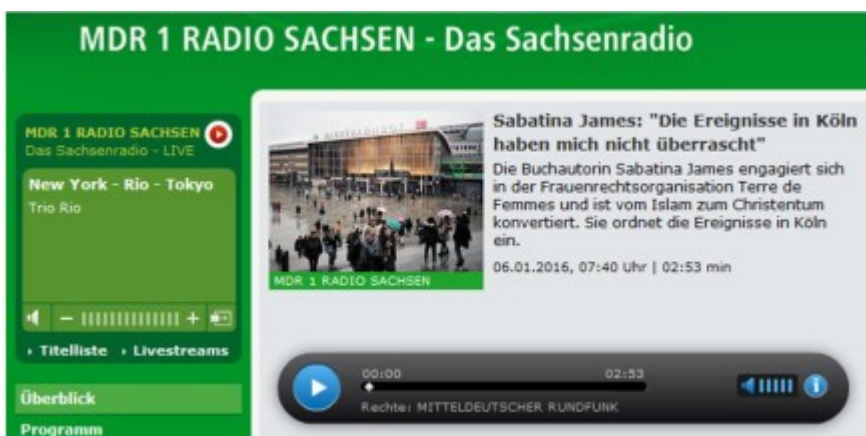 MDR 1 RADIO SACHSEN - Das Sachsenradio
MDR 1 RADIO SACHSEN
Das Sachsenradio - LIVE
New York - Rio - Tokyo
Trio Rio
Titelliste
Livestreams
Überblick
Programm
MDR 1 RADIO SACHSEN
Sabatina James: "Die Ereignisse in Köln
haben mich nicht überrascht"
Die Buchautorin Sabatina James engagiert sich
in der Frauenrechtsorganisation Terre de
Femmes und ist vom Islam zum Christentum
konvertiert. Sie ordnet die Ereignisse in Köln
ein.
06.01.2016, 07:40 Uhr | 02:53 min
00:00
02:53
Rechte: MITTELDEUTSCHER RUNDFUNK